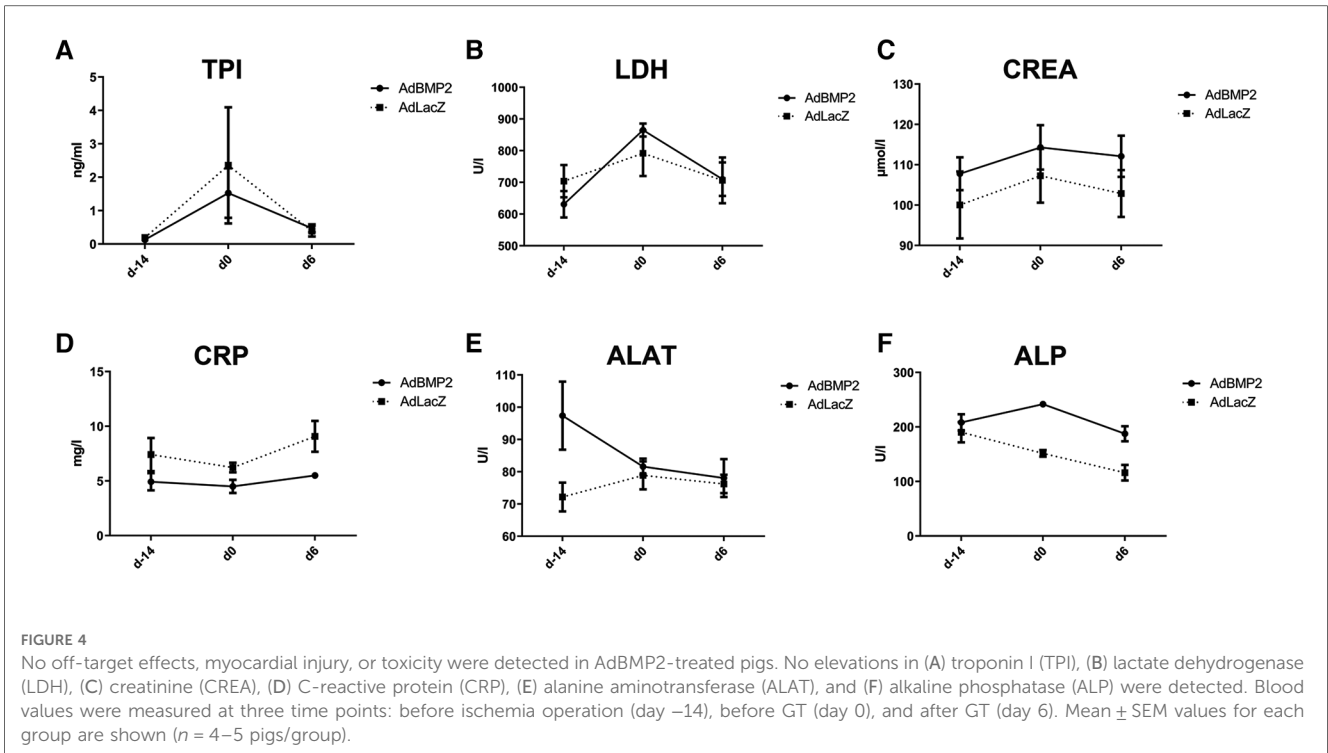 A
TPI
AdBMP2
AdLacZ
ng/ml
5
4
3
2
1
0
d-14
d0
d6
B
LDH
AdBMP2
AdLacZ
U/l
1000
900
800
700
600
500
d-14
d0
d6
C
CREA
AdBMP2
AdLacZ
µmol/l
130
120
110
100
90
d-14
d0
d6
D
CRP
AdBMP2
AdLacZ
mg/l
15
10
5
0
d-14
d0
d6
E
ALAT
AdBMP2
AdLacZ
U/l
110
100
90
80
70
60
d-14
d0
d6
F
ALP
AdBMP2
AdLacZ
U/l
300
200
100
0
d-14
d0
d6
FIGURE 4
No off-target effects, myocardial injury, or toxicity were detected in AdBMP2-treated pigs. No elevations in (A) troponin I (TPI), (B) lactate dehydrogenase
(LDH), (C) creatinine (CREA), (D) C-reactive protein (CRP), (E) alanine aminotransferase (ALAT), and (F) alkaline phosphatase (ALP) were detected. Blood
values were measured at three time points: before ischemia operation (day −14), before GT (day 0), and after GT (day 6). Mean ± SEM values for each
group are shown (n = 4–5 pigs/group).